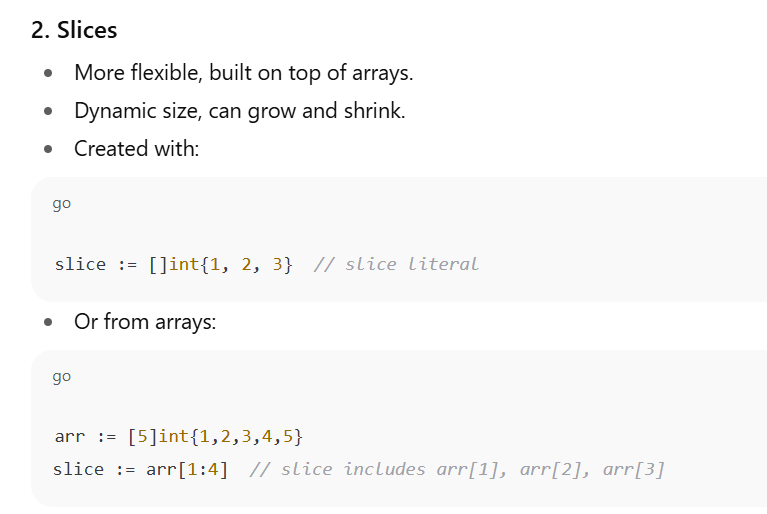 2. Slices
• More flexible, built on top of arrays.
• Dynamic size, can grow and shrink.
• Created with:
go
slice := []int{1, 2, 3}  // slice literal
• Or from arrays:
go
arr := [5]int{1,2,3,4,5}
slice := arr[1:4]  // slice includes arr[1], arr[2], arr[3]